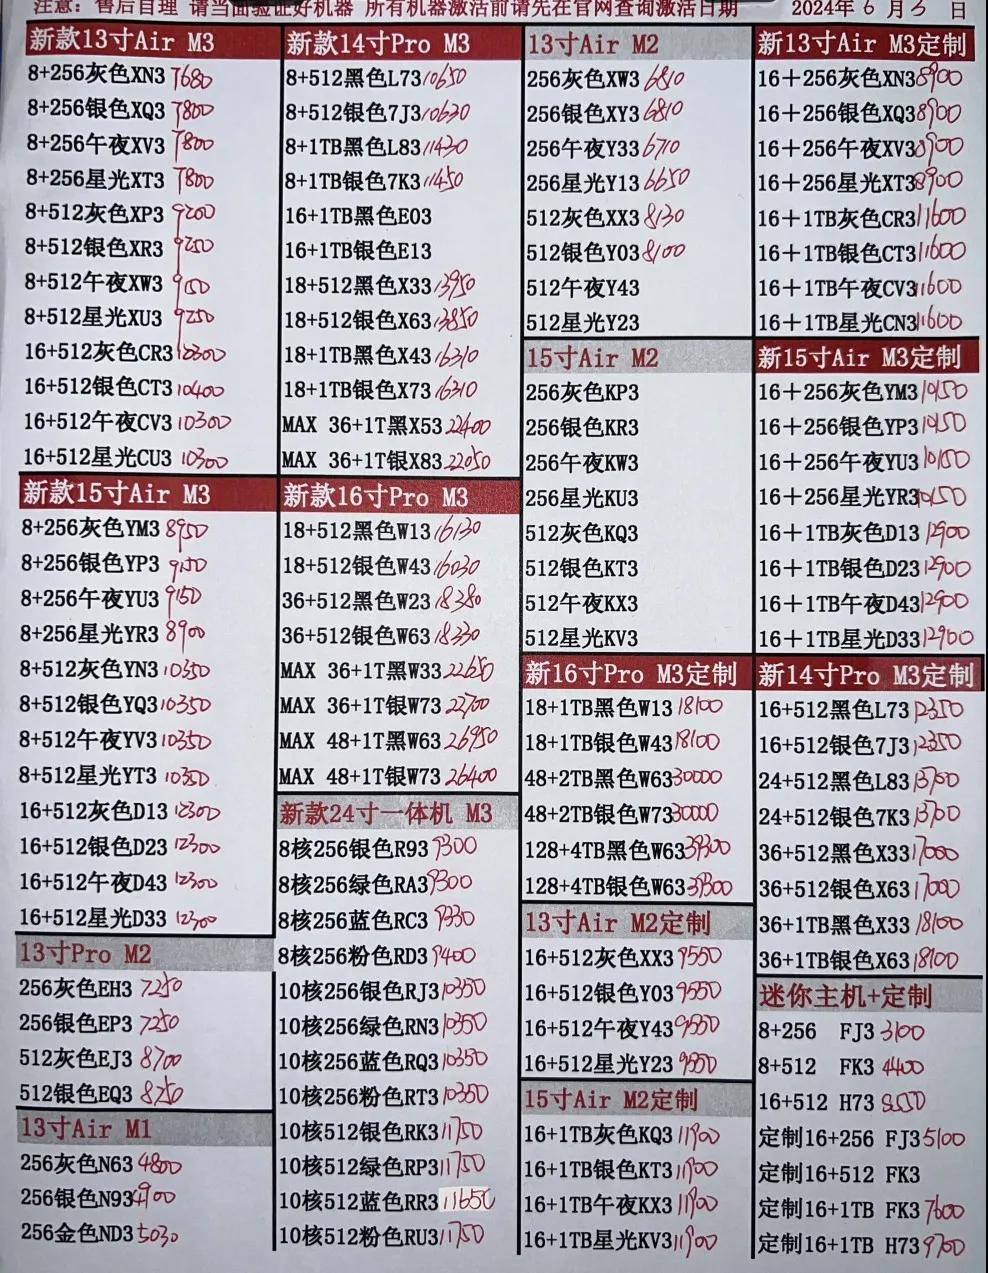 注意：售后自理 请当面验证好机器 所有机器激活前请先在官网查询激活日期 2024年6月3日
新款13寸Air M3
8+256灰色XN3 7680
8+256银色XQ3 7800
8+256午夜XV3 7800
8+256星光XT3 7800
8+512灰色XP3 9200
8+512银色XR3 9250
8+512午夜XW3 9150
8+512星光XU3 9250
16+512灰色CR3 10300
16+512银色CT3 10400
16+512午夜CV3 10300
16+512星光CU3 10300
新款15寸Air M3
8+256灰色YM3 8950
8+256银色YP3 9150
8+256午夜YU3 9150
8+256星光YR3 8900
8+512灰色YN3 10350
8+512银色YQ3 10350
8+512午夜YV3 10350
8+512星光YT3 10350
16+512灰色D13 12300
16+512银色D23 12300
16+512午夜D43 12300
16+512星光D33 12300
13寸Pro M2
256灰色EH3 7250
256银色EP3 7250
512灰色EJ3 8700
512银色EQ3 8250
13寸Air M1
256灰色N63 4800
256银色N93 4900
256金色ND3 5030
新款14寸Pro M3
8+512黑色L73 10650
8+512银色7J3 10630
8+1TB黑色L83 11430
8+1TB银色7K3 11450
16+1TB黑色E03
16+1TB银色E13
18+512黑色X33 13950
18+512银色X63 13850
18+1TB黑色X43 16310
18+1TB银色X73 16310
MAX 36+1T黑X53 22400
MAX 36+1T银X83 22050
新款16寸Pro M3
18+512黑色W13 16130
18+512银色W43 16030
36+512黑色W23 18380
36+512银色W63 18330
MAX 36+1T黑W33 22650
MAX 36+1T银W73 22700
MAX 48+1T黑W63 26950
MAX 48+1T银W73 26400
新款24寸一体机 M3
8核256银色R93 9300
8核256绿色RA3 9300
8核256蓝色RC3 9330
8核256粉色RD3 9400
10核256银色RJ3 10350
10核256绿色RN3 10350
10核256蓝色RQ3 10350
10核256粉色RT3 10350
10核512银色RK3 11750
10核512绿色RP3 11750
10核512蓝色RR3 11650
10核512粉色RU3 11750
13寸Air M2
256灰色XW3 6810
256银色XY3 6810
256午夜Y33 6710
256星光Y13 6650
512灰色XX3 8130
512银色Y03 8100
512午夜Y43
512星光Y23
15寸Air M2
256灰色KP3
256银色KR3
256午夜KW3
256星光KU3
512灰色KQ3
512银色KT3
512午夜KX3
512星光KV3
新16寸Pro M3定制
18+1TB黑色W13 18100
18+1TB银色W43 18100
48+2TB黑色W63 30000
48+2TB银色W73 30000
128+4TB黑色W63 39300
128+4TB银色W63 39300
13寸Air M2定制
16+512灰色XX3 9550
16+512银色Y03 9550
16+512午夜Y43 9550
16+512星光Y23 9550
15寸Air M2定制
16+1TB灰色KQ3 11900
16+1TB银色KT3 11900
16+1TB午夜KX3 11900
16+1TB星光KV3 11900
新13寸Air M3定制
16＋256灰色XN3 8900
16＋256银色XQ3 8900
16＋256午夜XV3 8900
16＋256星光XT3 8900
16＋1TB灰色CR3 11600
16＋1TB银色CT3 11600
16＋1TB午夜CV3 11600
16＋1TB星光CN3 11600
新15寸Air M3定制
16＋256灰色YM3 10150
16＋256银色YP3 10150
16＋256午夜YU3 10150
16＋256星光YR3 10150
16＋1TB灰色D13 12900
16＋1TB银色D23 12900
16＋1TB午夜D43 12900
16＋1TB星光D33 12900
新14寸Pro M3定制
16+512黑色L73 12350
16+512银色7J3 12350
24+512黑色L83 13700
24+512银色7K3 13700
36+512黑色X33 17000
36+512银色X63 17000
36+1TB黑色X33 18100
36+1TB银色X63 18100
迷你主机+定制
8+256 FJ3 3100
8+512 FK3 4400
16+512 H73
定制16+256 FJ3 5100
定制16+512 FK3
定制16+1TB FK3 7600
定制16+1TB H73 9700